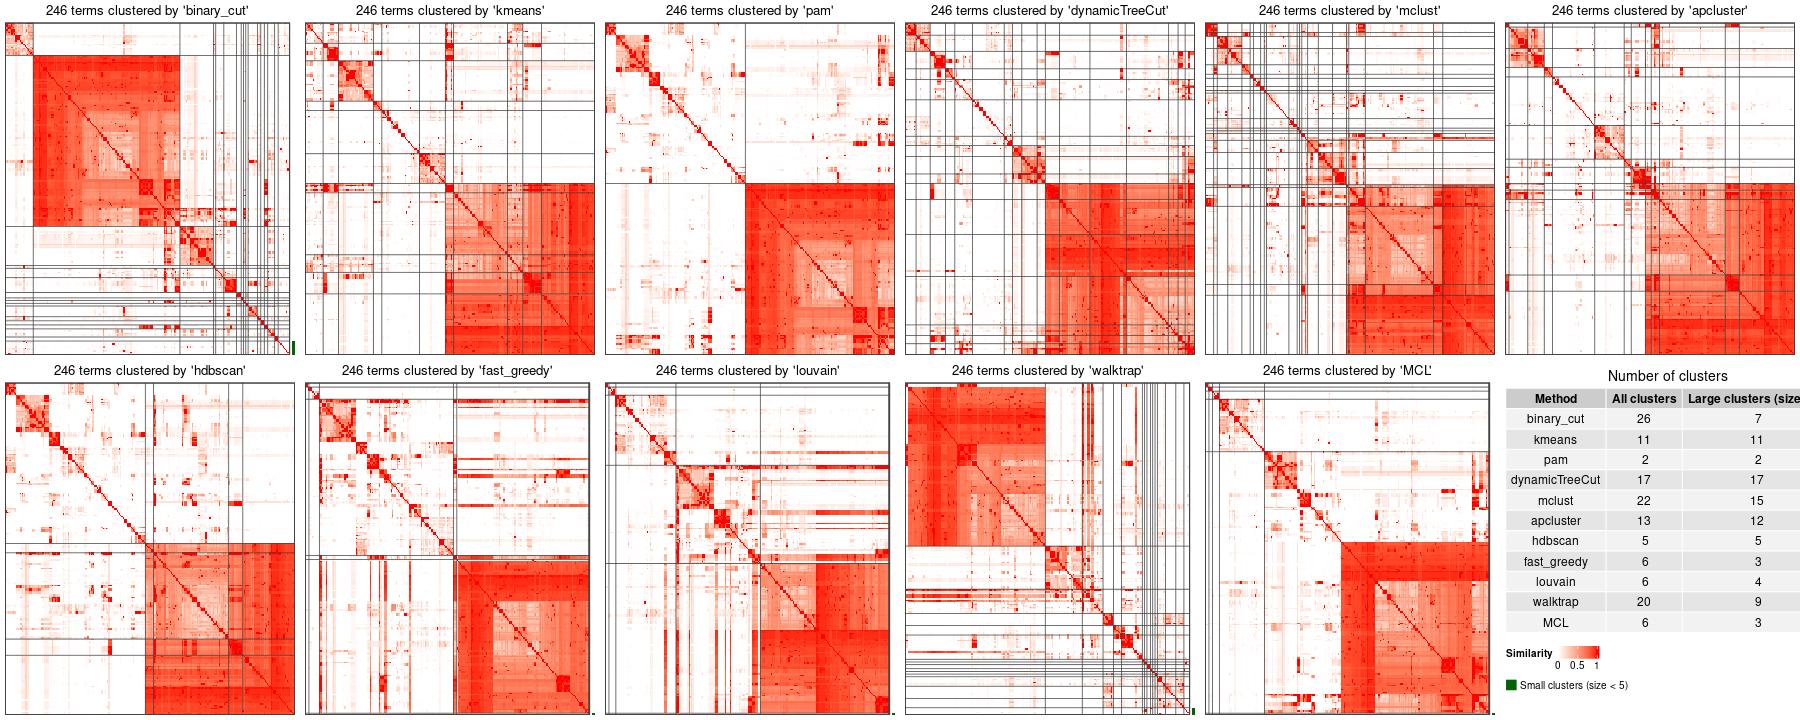 246 terms clustered by 'binary_cut'
246 terms clustered by 'kmeans'
246 terms clustered by 'pam'
246 terms clustered by 'dynamicTreeCut'
246 terms clustered by 'mclust'
246 terms clustered by 'apcluster'
246 terms clustered by 'hdbscan'
246 terms clustered by 'fast_greedy'
246 terms clustered by 'louvain'
246 terms clustered by 'walktrap'
246 terms clustered by 'MCL'
Number of clusters
Method All clusters Large clusters (size
binary_cut 26 7
kmeans 11 11
pam 2 2
dynamicTreeCut 17 17
mclust 22 15
apcluster 13 12
hdbscan 5 5
fast_greedy 6 3
louvain 6 4
walktrap 20 9
MCL 6 3
Similarity
0 0.5 1
Small clusters (size < 5)